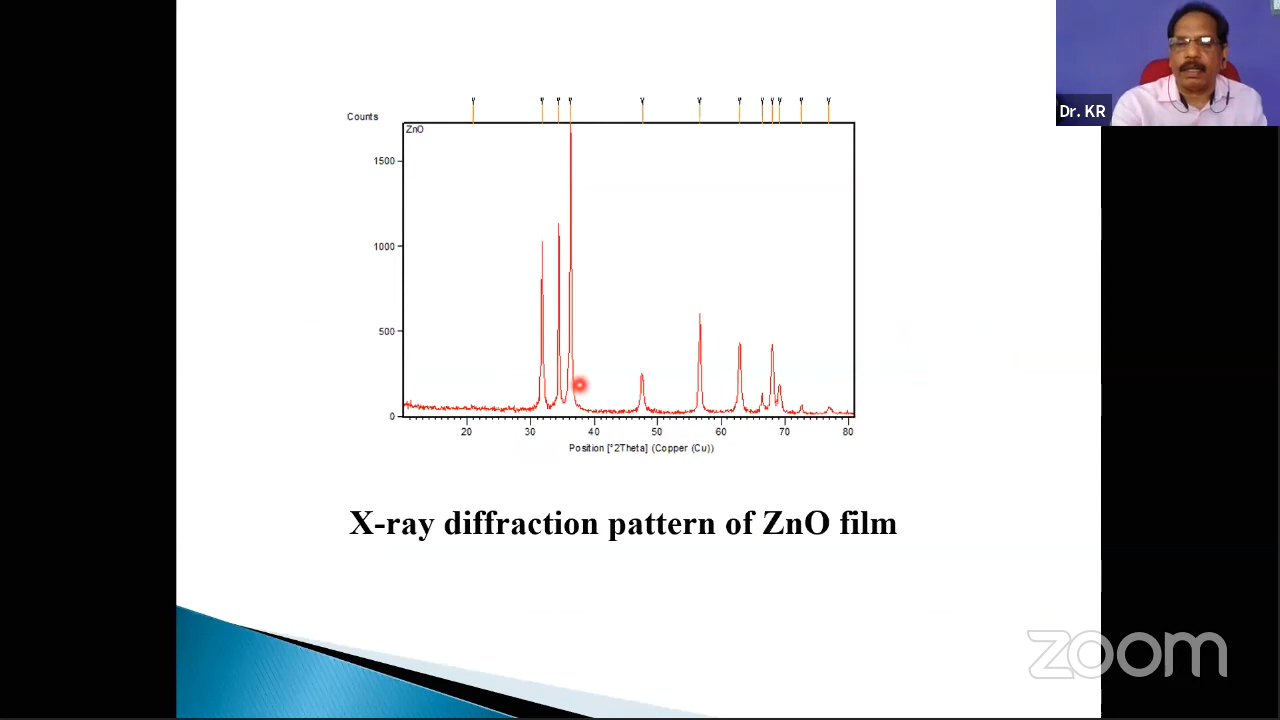 Dr. KR
Counts
ZnO
1500
1000
500
0
20 30 40 50 60 70 80
Position [°2Theta] (Copper (Cu))
X-ray diffraction pattern of ZnO film
zoom